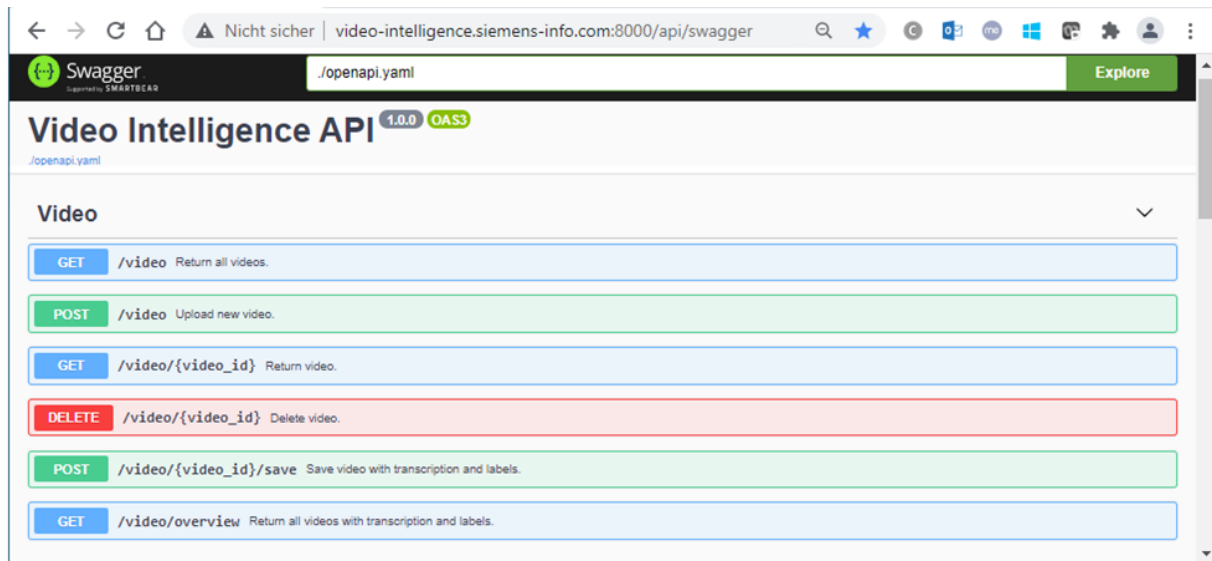 Nicht sicher | video-intelligence.siemens-info.com:8000/api/swagger
Swagger.
Supported by SMARTBEAR
./openapi.yaml
Explore
Video Intelligence API 1.0.0 OAS3
./openapi.yaml
Video
GET /video Return all videos.
POST /video Upload new video.
GET /video/{video_id} Return video.
DELETE /video/{video_id} Delete video.
POST /video/{video_id}/save Save video with transcription and labels.
GET /video/overview Return all videos with transcription and labels.